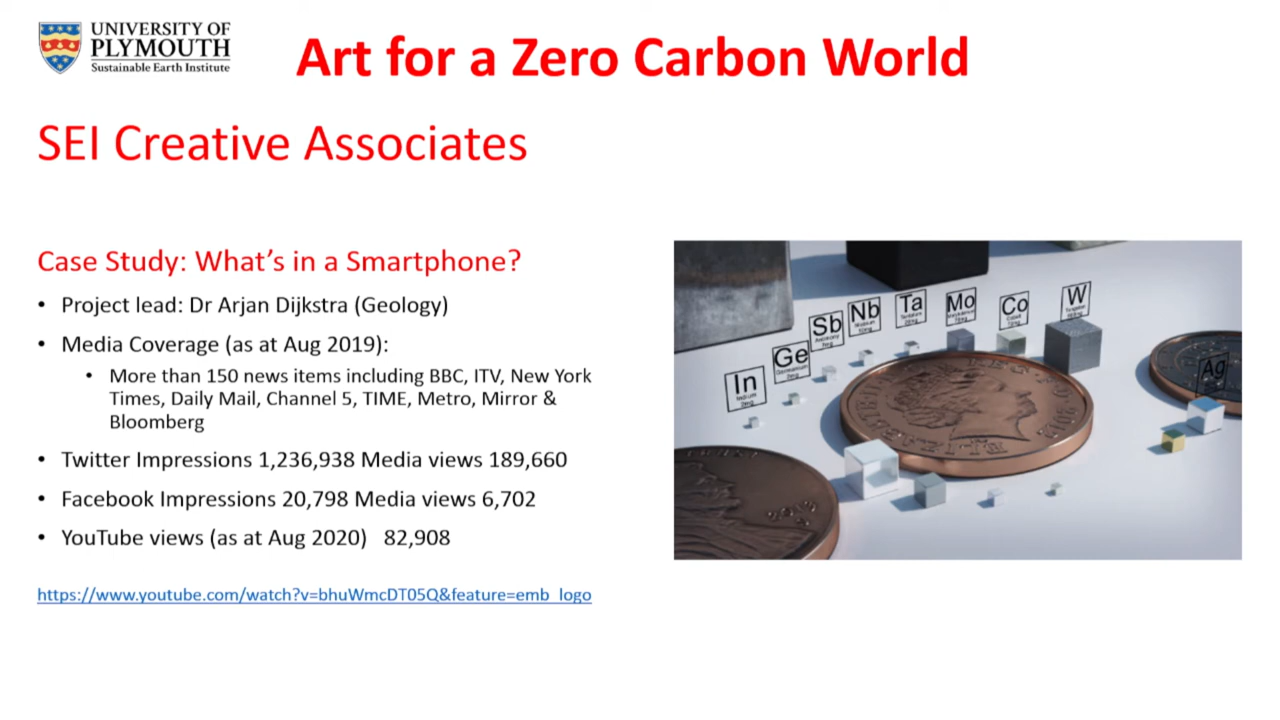 UNIVERSITY OF
PLYMOUTH
Sustainable Earth Institute
Art for a Zero Carbon World
SEI Creative Associates
Case Study: What's in a Smartphone?
• Project lead: Dr Arjan Dijkstra (Geology)
• Media Coverage (as at Aug 2019):
• More than 150 news items including BBC, ITV, New York
Times, Daily Mail, Channel 5, TIME, Metro, Mirror &
Bloomberg
• Twitter Impressions 1,236,938 Media views 189,660
• Facebook Impressions 20,798 Media views 6,702
• YouTube views (as at Aug 2020) 82,908
https://www.youtube.com/watch?v=bhuWmcDT05Q&feature=emb_logo
In
Ge
Sb
Nb
Ta
Mo
Co
W
Ag